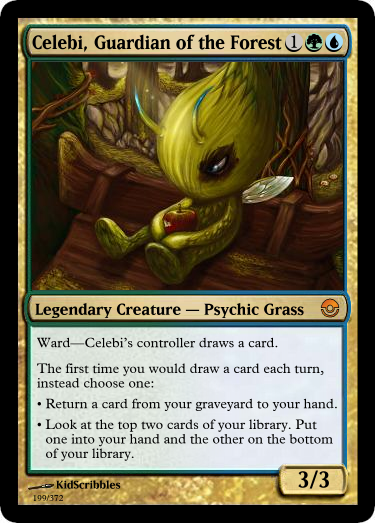 Celebi, Guardian of the Forest 1
Legendary Creature — Psychic Grass
Ward—Celebi's controller draws a card.
The first time you would draw a card each turn,
instead choose one:
• Return a card from your graveyard to your hand.
• Look at the top two cards of your library. Put
one into your hand and the other on the bottom
of your library.
3/3
KidScribbles
199/372